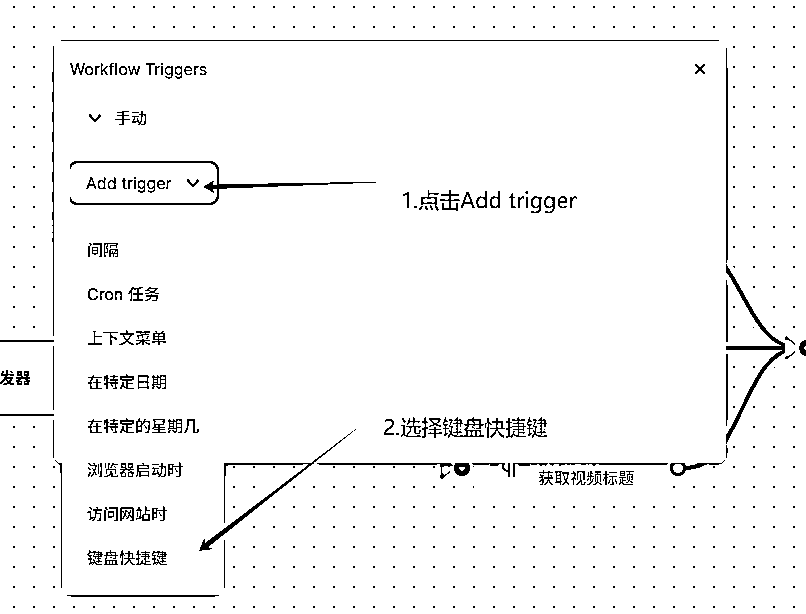 Workflow Triggers
手动
Add trigger
1.点击Add trigger
间隔
Cron 任务
上下文菜单
发器
在特定日期
在特定的星期几
2.选择键盘快捷键
浏览器启动时
获取视频标题
访问网站时
键盘快捷键